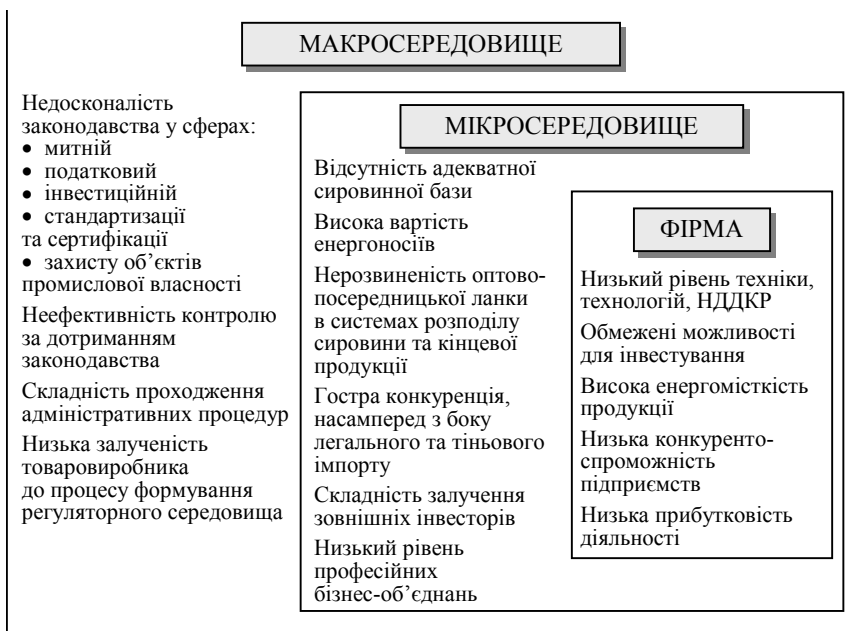 МАКРОСЕРЕДОВИЩЕ
Недосконалість
законодавства у сферах:
• митній
• податковий
• інвестиційній
• стандартизації
та сертифікації
• захисту об’єктів
промислової власності
Неефективність контролю
за дотриманням
законодавства
Складність проходження
адміністративних процедур
Низька залученість
товаровиробника
до процесу формування
регуляторного середовища
МІКРОСЕРЕДОВИЩЕ
Відсутність адекватної
сировинної бази
Висока вартість
енергоносіїв
Нерозвиненість оптово-
посередницької ланки
в системах розподілу
сировини та кінцевої
продукції
Гостра конкуренція,
насамперед з боку
легального та тіньового
імпорту
Складність залучення
зовнішніх інвесторів
Низький рівень
професійних
бізнес-об’єднань
ФІРМА
Низький рівень техніки,
технологій, НДДКР
Обмежені можливості
для інвестування
Висока енергомісткість
продукції
Низька конкуренто-
спроможність
підприємств
Низька прибутковість
діяльності